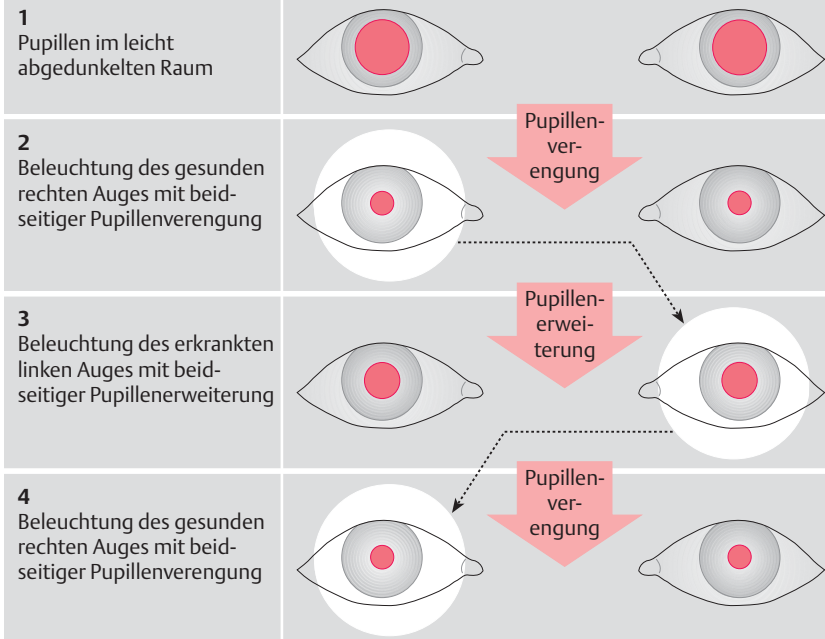 1
Pupillen im leicht
abgedunkelten Raum
Pupillen-
ver-
engung
2
Beleuchtung des gesunden
rechten Auges mit beid-
seitiger Pupillenverengung
Pupillen-
erwei-
terung
3
Beleuchtung des erkrankten
linken Auges mit beid-
seitiger Pupillenerweiterung
Pupillen-
ver-
engung
4
Beleuchtung des gesunden
rechten Auges mit beid-
seitiger Pupillenverengung